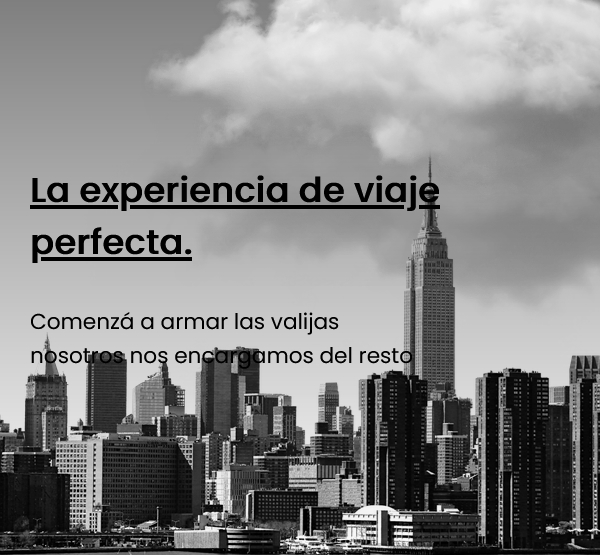 La experiencia de viaje
perfecta.
Comenzá a armar las valijas
nosotros nos encargamos del resto